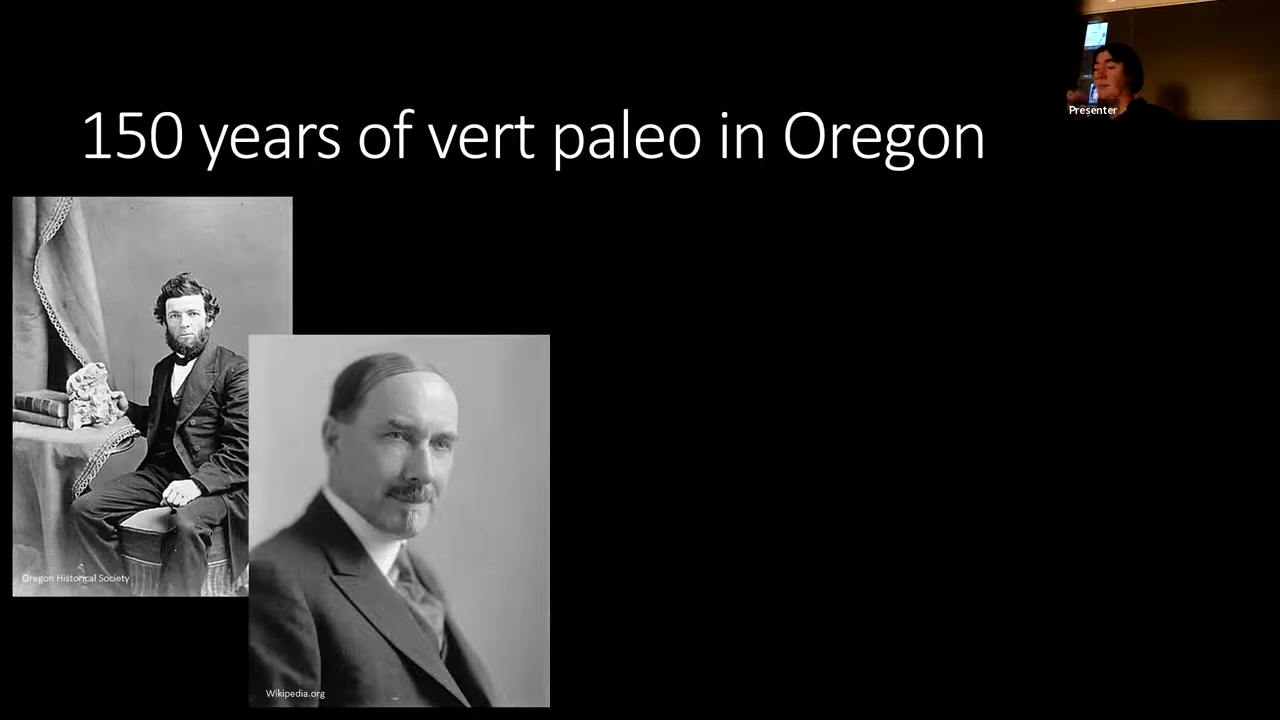 150 years of vert paleo in Oregon
Presenter
Oregon Historical Society
Wikipedia.org